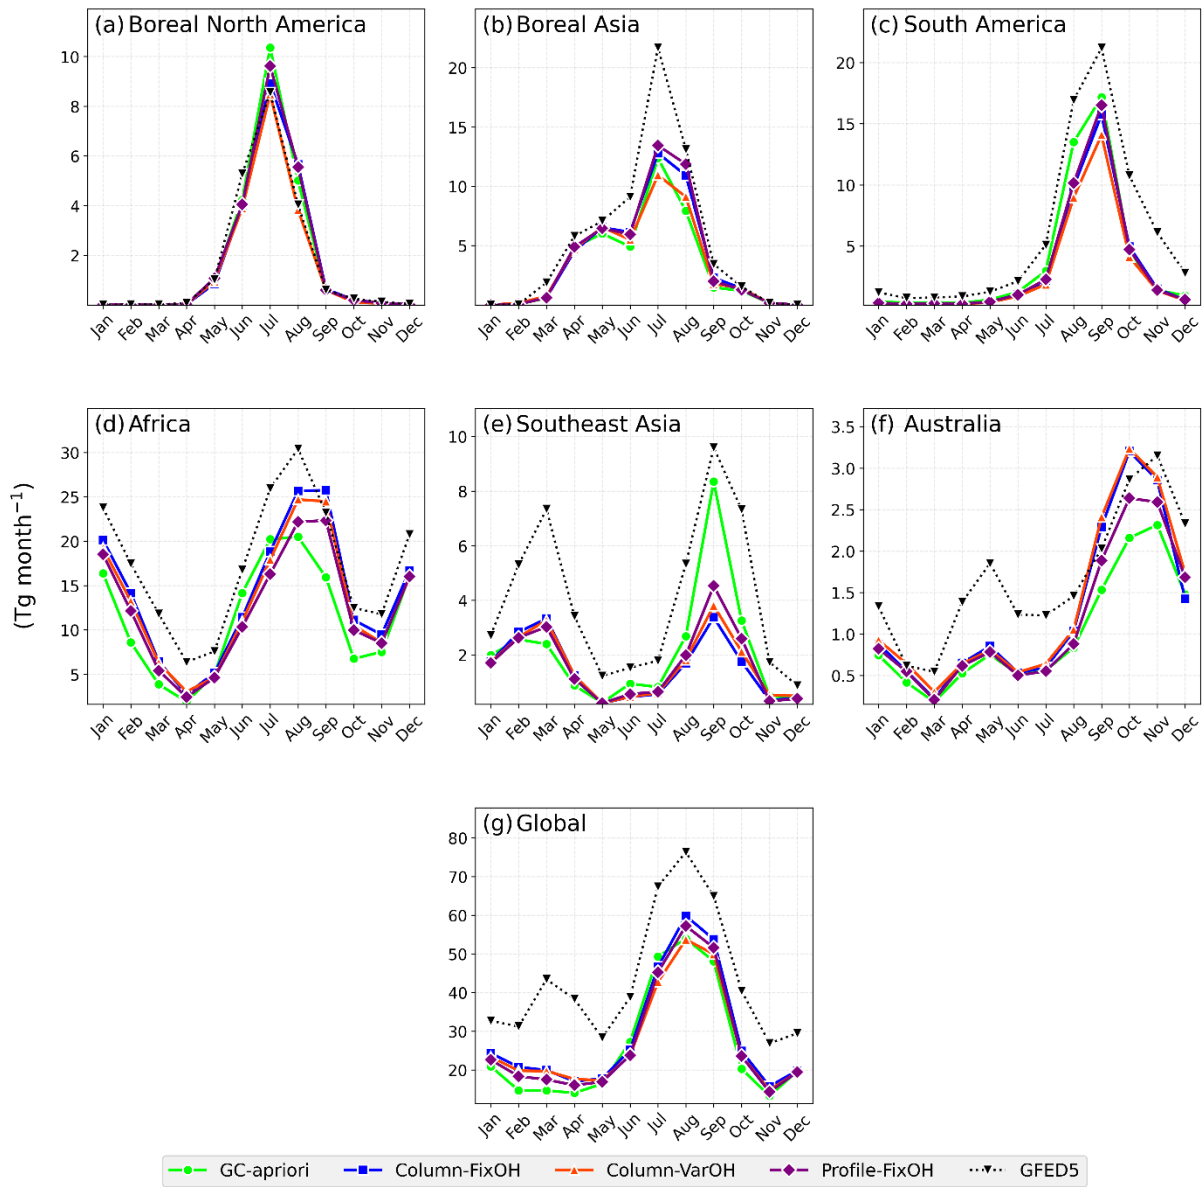 (a) Boreal North America
10
8
6
4
2
Jan Feb Mar Apr May Jun Jul Aug Sep Oct Nov Dec
(b) Boreal Asia
20
15
10
5
Jan Feb Mar Apr May Jun Jul Aug Sep Oct Nov Dec
(c) South America
20
15
10
5
Jan Feb Mar Apr May Jun Jul Aug Sep Oct Nov Dec
(Tg month⁻¹)
(d) Africa
30
25
20
15
10
5
Jan Feb Mar Apr May Jun Jul Aug Sep Oct Nov Dec
(e) Southeast Asia
10
8
6
4
2
Jan Feb Mar Apr May Jun Jul Aug Sep Oct Nov Dec
(f) Australia
3.5
3.0
2.5
2.0
1.5
1.0
0.5
Jan Feb Mar Apr May Jun Jul Aug Sep Oct Nov Dec
(g) Global
80
70
60
50
40
30
20
Jan Feb Mar Apr May Jun Jul Aug Sep Oct Nov Dec
GC-apriori Column-FixOH Column-VarOH Profile-FixOH GFED5